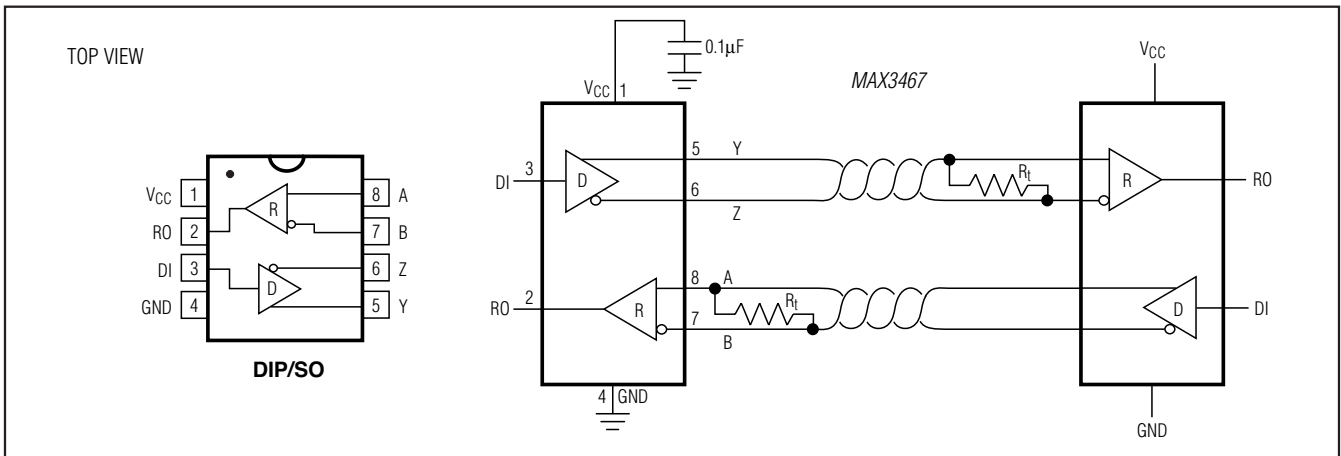 TOP VIEW
VCC 1
RO 2
DI 3
GND 4
8 A
7 B
6 Z
5 Y
R
D
DIP/SO
0.1μF
MAX3467
VCC 1
DI 3
D
5 Y
6
Z
Rt
R
RO
VCC
RO 2
R
8 A
7
B
Rt
D
DI
4 GND
GND